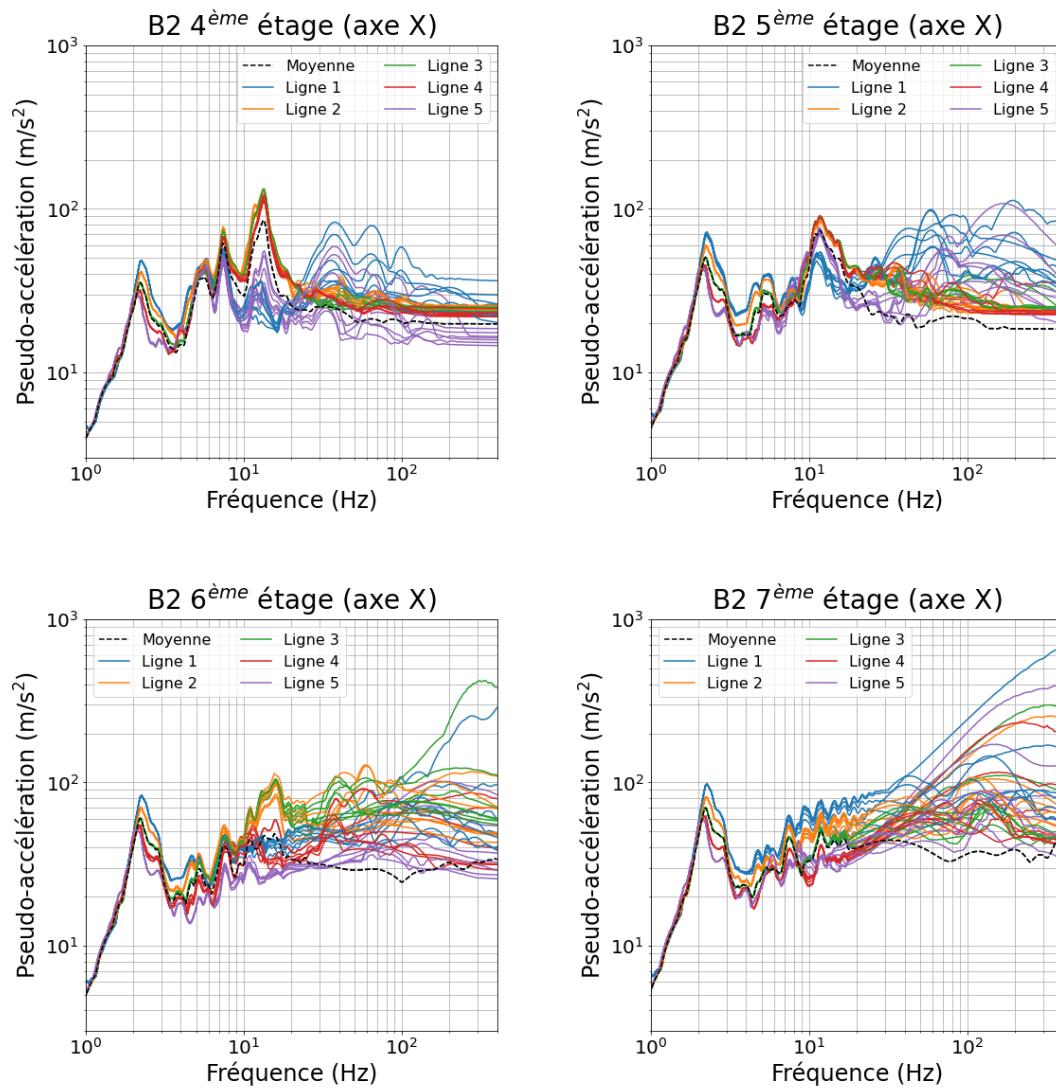 B2 4ème étage (axe X)
Pseudo-accélération (m/s²)
10³
10²
10¹
Moyenne
Ligne 1
Ligne 2
Ligne 3
Ligne 4
Ligne 5
10⁰ 10¹ 10²
Fréquence (Hz)
B2 5ème étage (axe X)
Pseudo-accélération (m/s²)
10³
10²
10¹
Moyenne
Ligne 1
Ligne 2
Ligne 3
Ligne 4
Ligne 5
10⁰ 10¹ 10²
Fréquence (Hz)
B2 6ème étage (axe X)
Pseudo-accélération (m/s²)
10³
10²
10¹
Moyenne
Ligne 1
Ligne 2
Ligne 3
Ligne 4
Ligne 5
10⁰ 10¹ 10²
Fréquence (Hz)
B2 7ème étage (axe X)
Pseudo-accélération (m/s²)
10³
10²
10¹
Moyenne
Ligne 1
Ligne 2
Ligne 3
Ligne 4
Ligne 5
10⁰ 10¹ 10²
Fréquence (Hz)